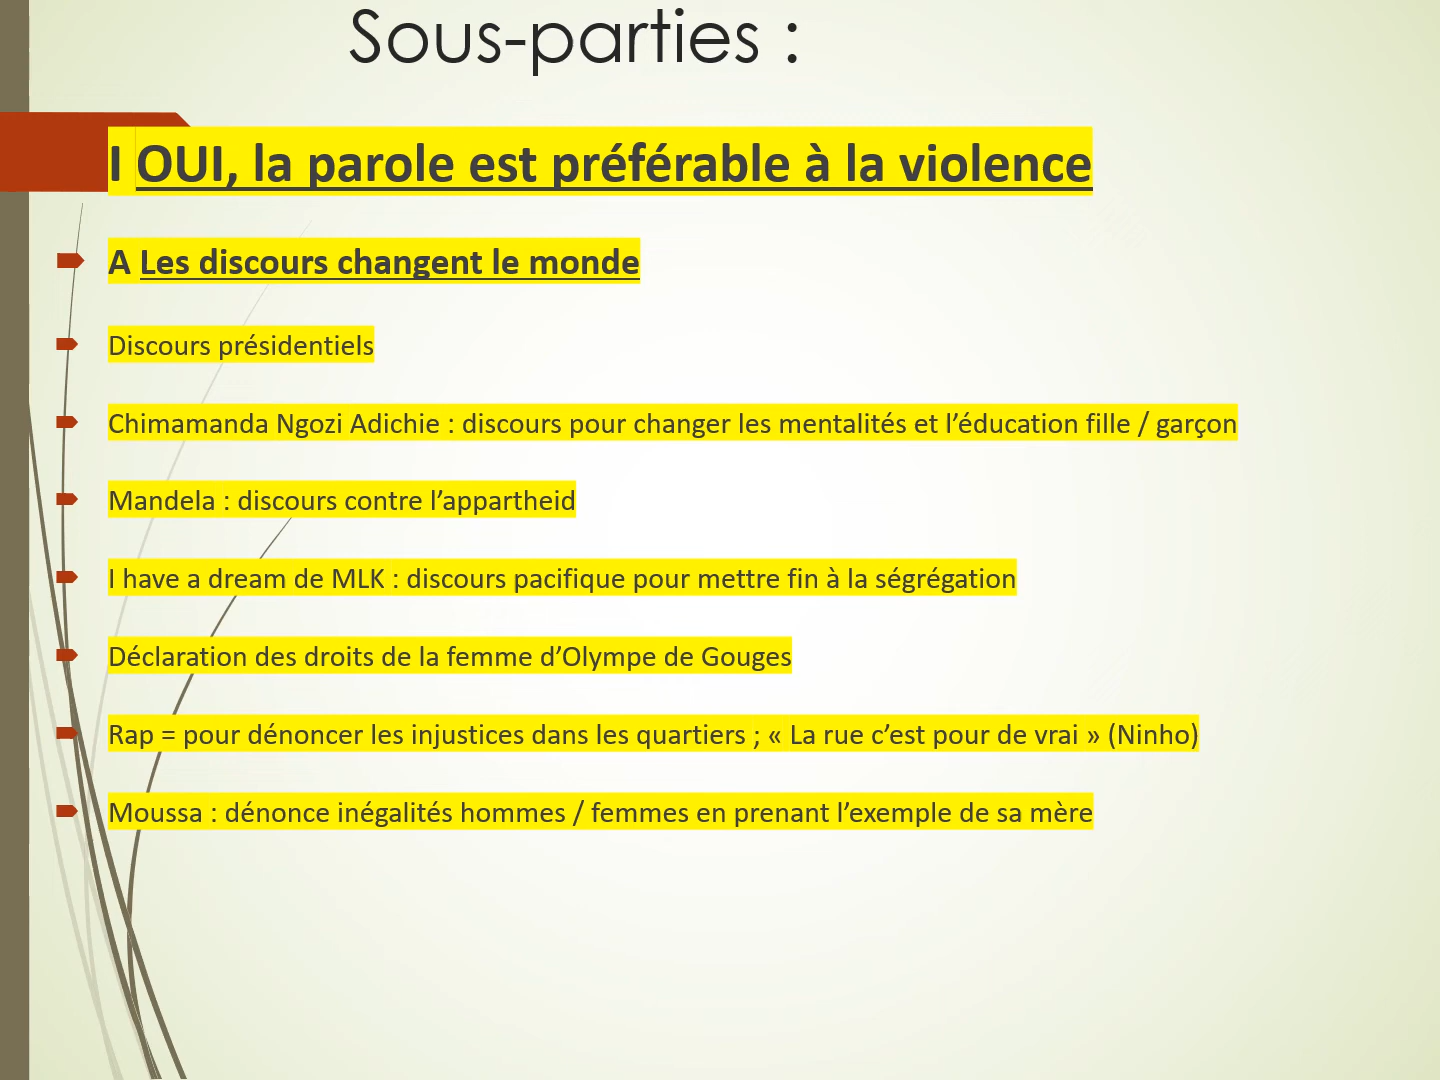 Sous-parties :
I OUI, la parole est préférable à la violence
A Les discours changent le monde
Discours présidentiels
Chimamanda Ngozi Adichie : discours pour changer les mentalités et l’éducation fille / garçon
Mandela : discours contre l’appartheid
I have a dream de MLK : discours pacifique pour mettre fin à la ségrégation
Déclaration des droits de la femme d’Olympe de Gouges
Rap = pour dénoncer les injustices dans les quartiers ; « La rue c’est pour de vrai » (Ninho)
Moussa : dénonce inégalités hommes / femmes en prenant l’exemple de sa mère